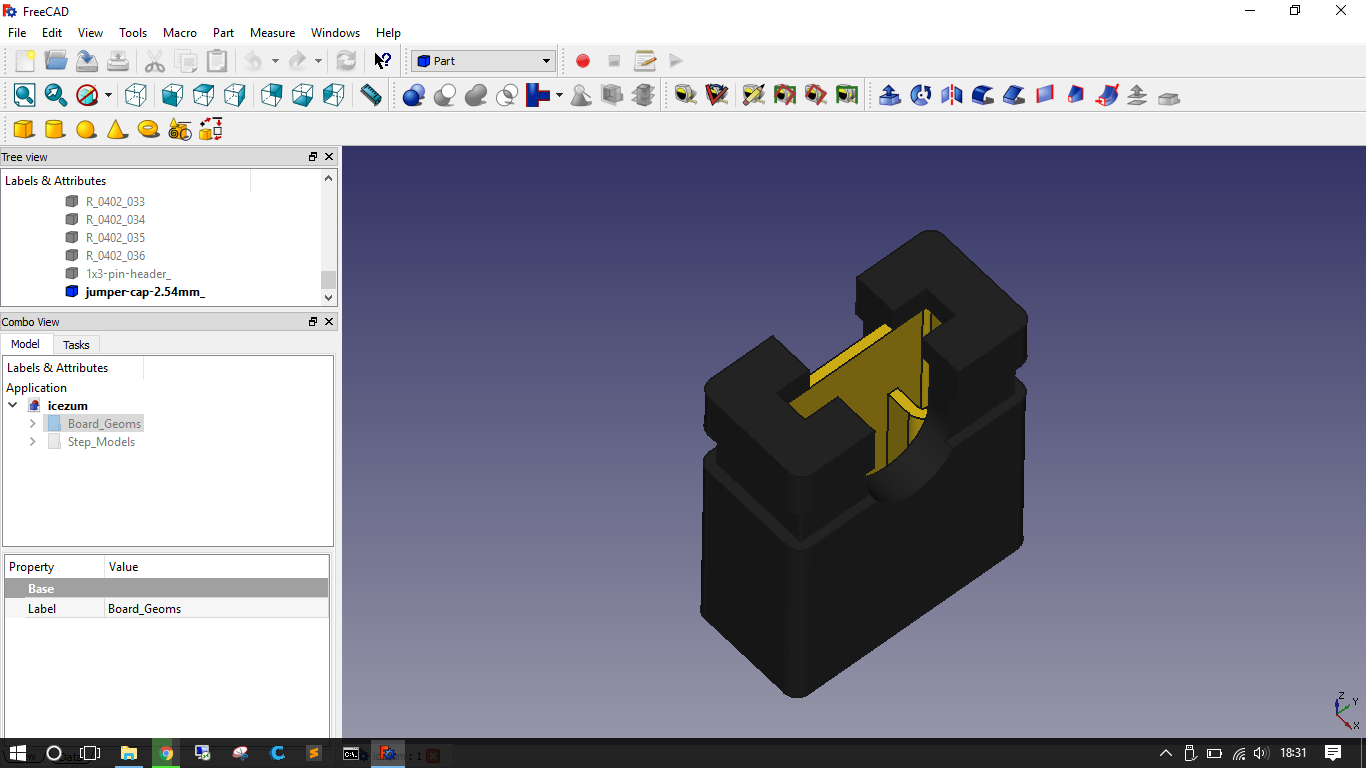 FreeCAD
File Edit View Tools Macro Part Measure Windows Help
Part
Tree view
Labels & Attributes
R_0402_033
R_0402_034
R_0402_035
R_0402_036
1x3-pin-header_
jumper-cap-2.54mm_
Combo View
Model Tasks
Labels & Attributes
Application
icezum
Board_Geoms
Step_Models
Property Value
Base
Label Board_Geoms
Z
Y
X
18:31